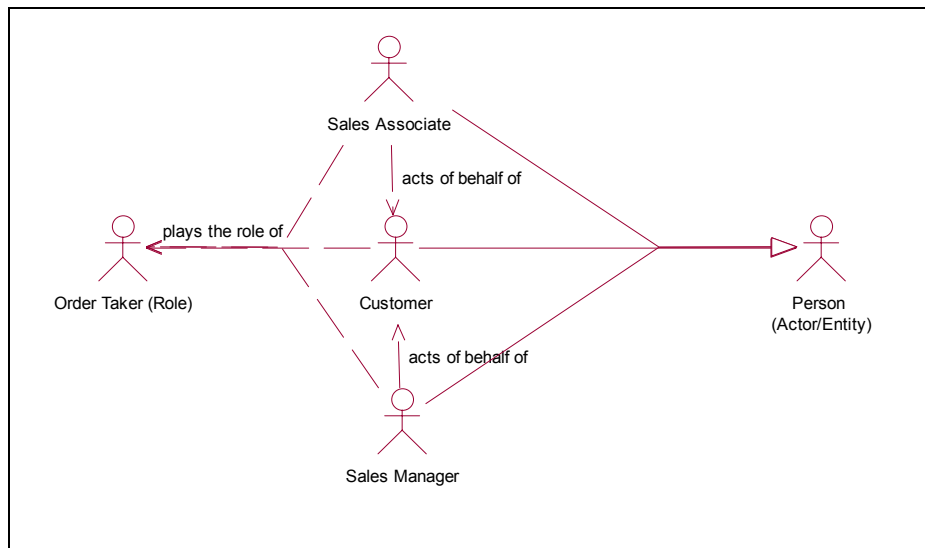 Sales Associate
acts of behalf of
plays the role of
Order Taker (Role)
Customer
Person
(Actor/Entity)
acts of behalf of
Sales Manager